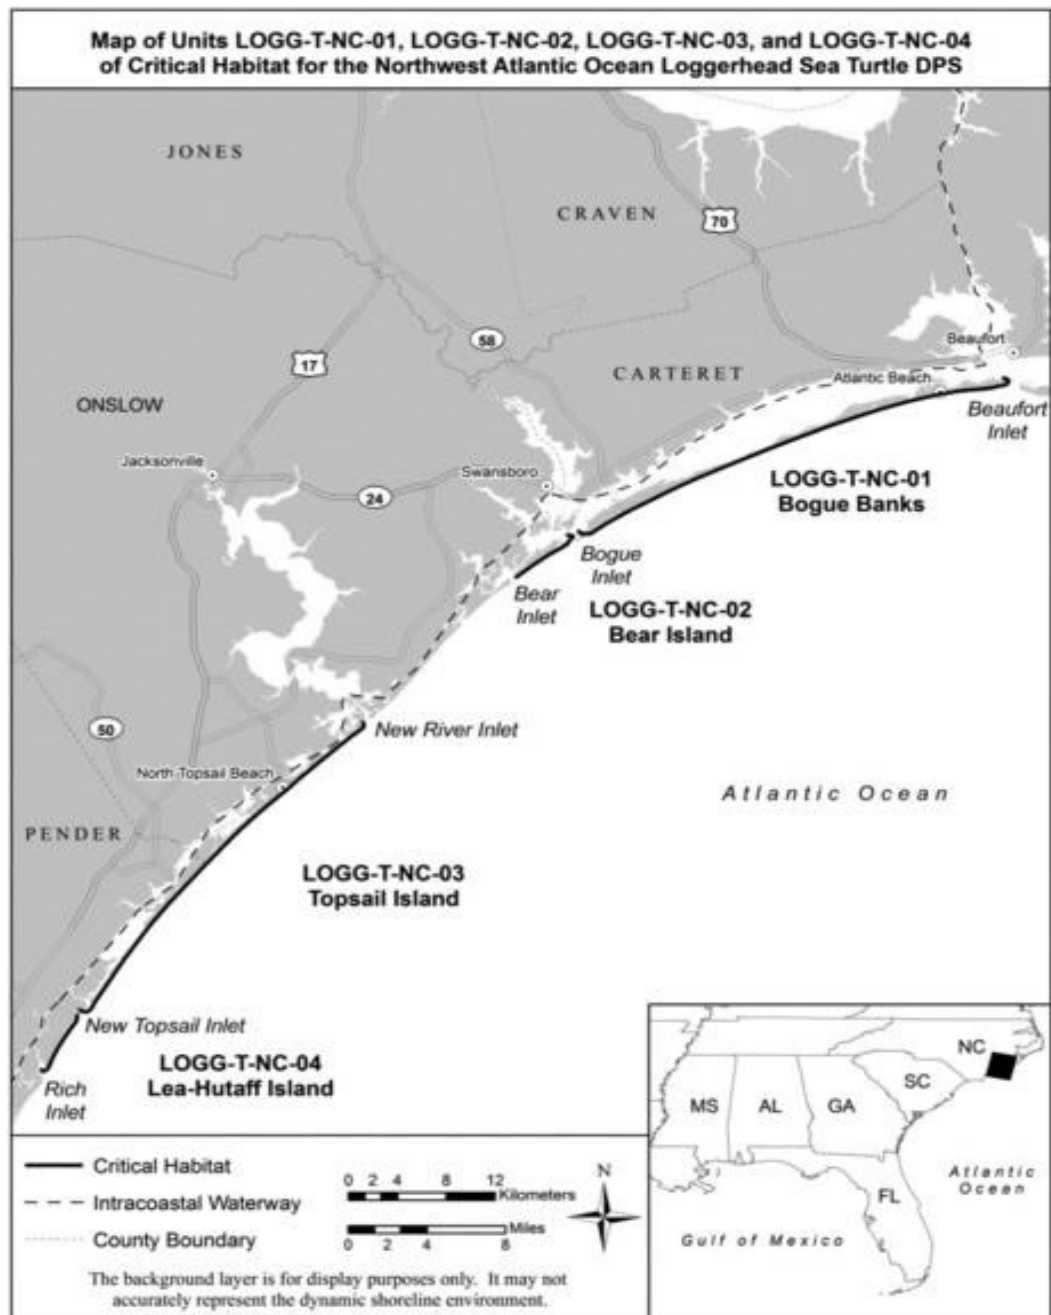 Map of Units LOGG-T-NC-01, LOGG-T-NC-02, LOGG-T-NC-03, and LOGG-T-NC-04
of Critical Habitat for the Northwest Atlantic Ocean Loggerhead Sea Turtle DPS
JONES
CRAVEN
70
58
Beaufort
17
CARTERET
Atlantic Beach
ONSLOW
Beaufort
Inlet
Jacksonville
Swansboro
24
LOGG-T-NC-01
Bogue Banks
Bogue
Inlet
Bear
Inlet
LOGG-T-NC-02
Bear Island
50
New River Inlet
North Topsail Beach
Atlantic Ocean
PENDER
LOGG-T-NC-03
Topsail Island
New Topsail Inlet
LOGG-T-NC-04
Lea-Hutaff Island
Rich
Inlet
NC
SC
MS
AL
GA
FL
Atlantic
Ocean
Gulf of Mexico
Critical Habitat
Intracoastal Waterway
County Boundary
0 2 4 8 12
Kilometers
Miles
0 2 4 8
N
The background layer is for display purposes only. It may not
accurately represent the dynamic shoreline environment.